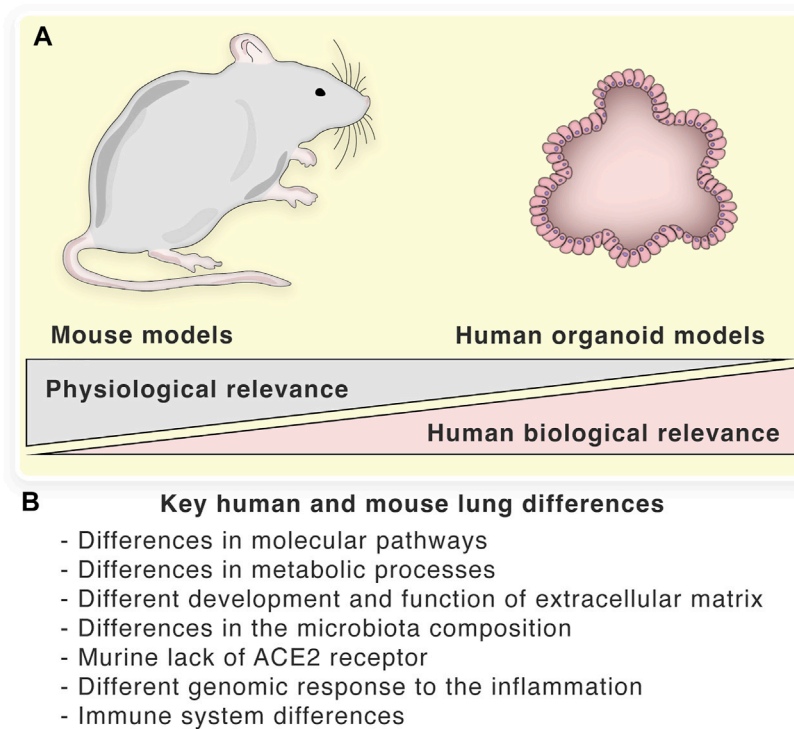 A
Mouse models
Human organoid models
Physiological relevance
Human biological relevance
B
Key human and mouse lung differences
- Differences in molecular pathways
- Differences in metabolic processes
- Different development and function of extracellular matrix
- Differences in the microbiota composition
- Murine lack of ACE2 receptor
- Different genomic response to the inflammation
- Immune system differences